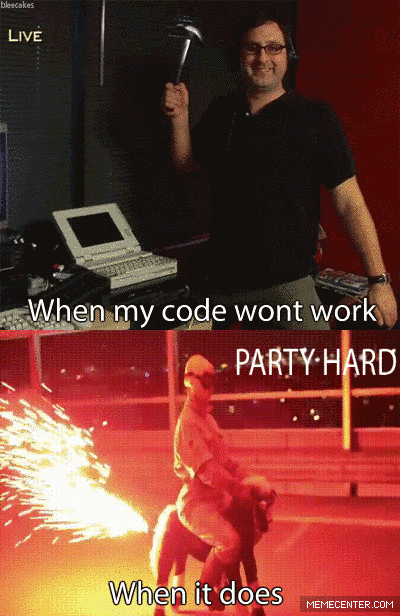 bleecakes
LIVE
When my code wont work
PARTY HARD
When it does
MEMECENTER.COM